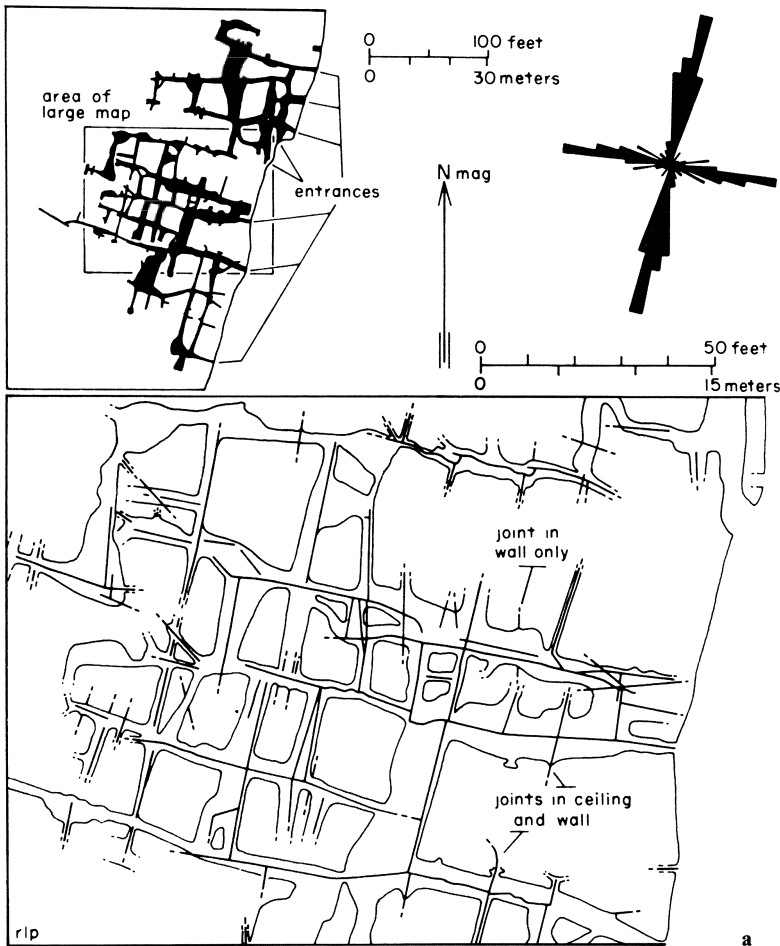 0 100 feet
0 30 meters
area of
large map
entrances
N mag
0 50 feet
0 15 meters
joint in
wall only
joints in ceiling
and wall
rlp
a